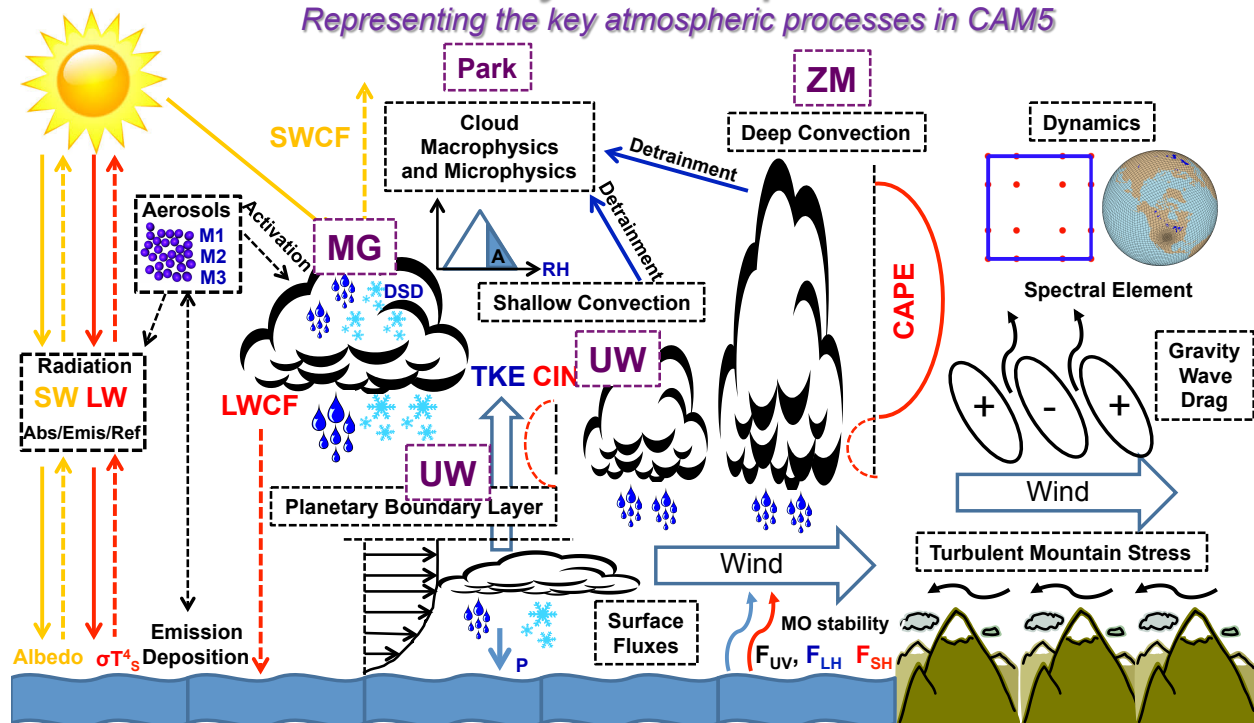 Representing the key atmospheric processes in CAM5
Park
ZM
SWCF
Cloud
Macrophysics
and Microphysics
Detrainment
Deep Convection
Dynamics
Aerosols
M1
M2
M3
Activation
MG
Detrainment
A
RH
DSD
Shallow Convection
CAPE
Spectral Element
Radiation
SW LW
Abs/Emis/Ref
LWCF
TKE CIN
UW
Gravity
Wave
Drag
+ - +
UW
Planetary Boundary Layer
Wind
Wind
Turbulent Mountain Stress
Surface
Fluxes
MO stability
Emission
Deposition
Albedo
σT⁴S
P
FUV, FLH FSH